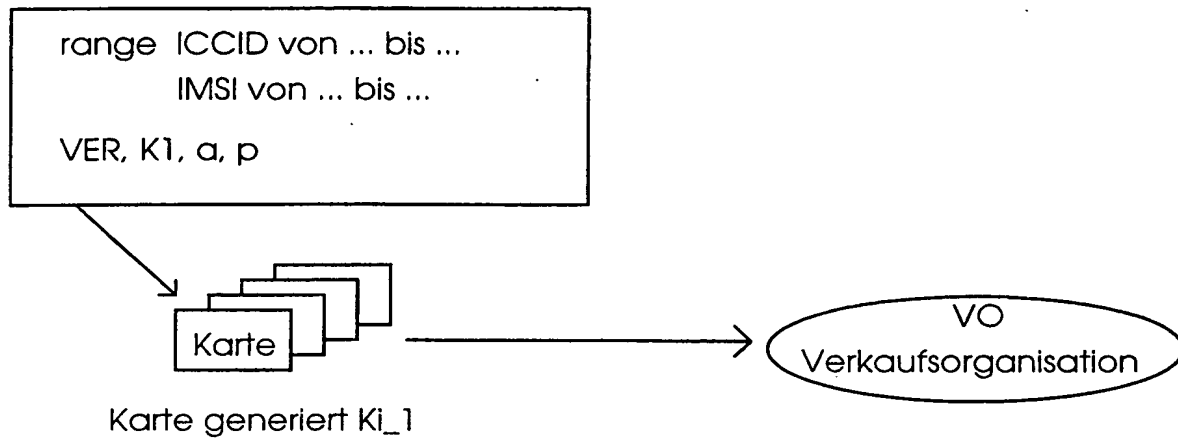 range ICCID von ... bis ...
IMSI von ... bis ...
VER, K1, a, p
Karte
Karte generiert Ki_1
VO
Verkaufsorganisation